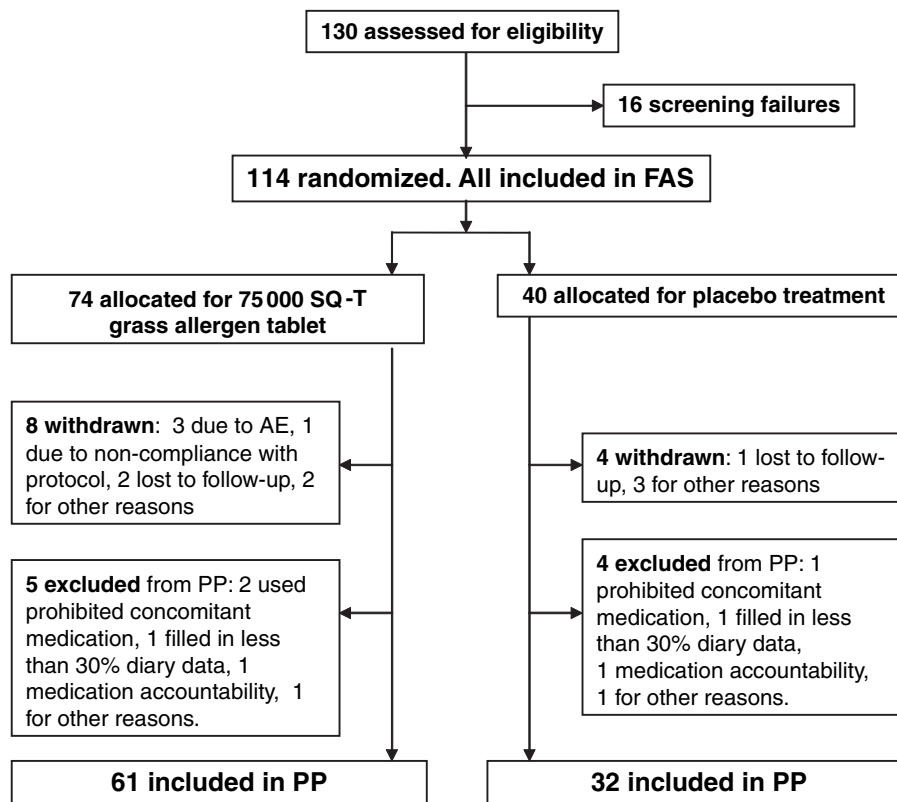 130 assessed for eligibility
16 screening failures
114 randomized. All included in FAS
74 allocated for 75 000 SQ-T
grass allergen tablet
40 allocated for placebo treatment
8 withdrawn: 3 due to AE, 1
due to non-compliance with
protocol, 2 lost to follow-up, 2
for other reasons
4 withdrawn: 1 lost to follow-
up, 3 for other reasons
5 excluded from PP: 2 used
prohibited concomitant
medication, 1 filled in less
than 30% diary data, 1
medication accountability, 1
for other reasons.
4 excluded from PP: 1
prohibited concomitant
medication, 1 filled in less
than 30% diary data,
1 medication accountability,
1 for other reasons.
61 included in PP
32 included in PP